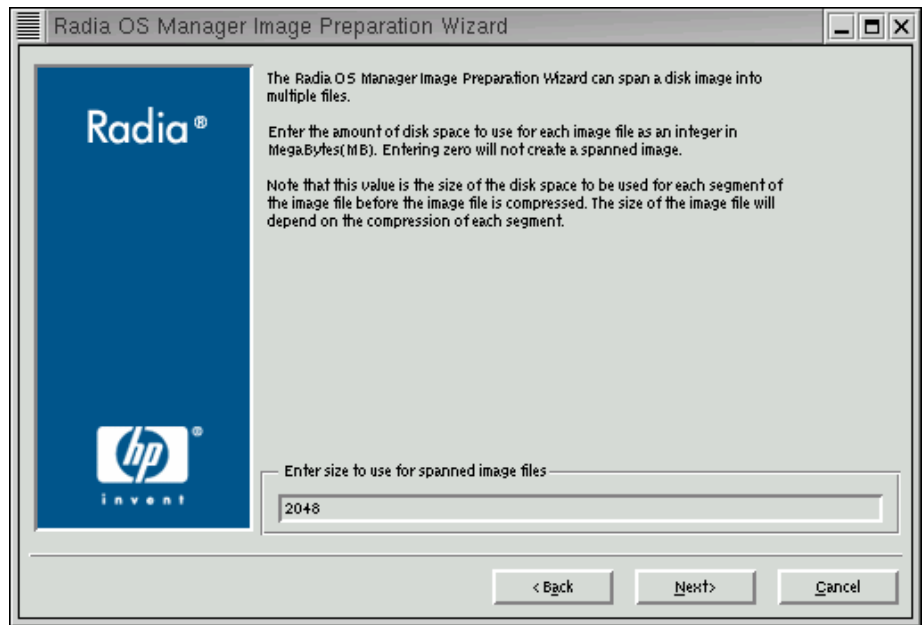 Radia OS Manager Image Preparation Wizard
Radia®
The Radia OS Manager Image Preparation Wizard can span a disk image into
multiple files.
Enter the amount of disk space to use for each image file as an integer in
MegaBytes(MB). Entering zero will not create a spanned image.
Note that this value is the size of the disk space to be used for each segment of
the image file before the image file is compressed. The size of the image file will
depend on the compression of each segment.
hp®
invent
Enter size to use for spanned image files
2048
< Back
Next>
Cancel